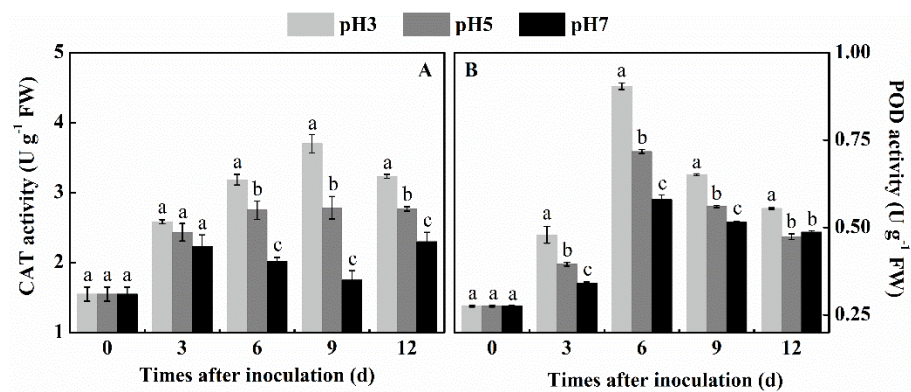 pH3 pH5 pH7
A
B
CAT activity (U g⁻¹ FW)
5
4
3
2
1
a a a
a a a
a b c
a b c
a b c
0 3 6 9 12
Times after inoculation (d)
a a a
a b c
a b c
a b c
a b b
0 3 6 9 12
Times after inoculation (d)
1.00
0.75
0.50
0.25
POD activity (U g⁻¹ FW)